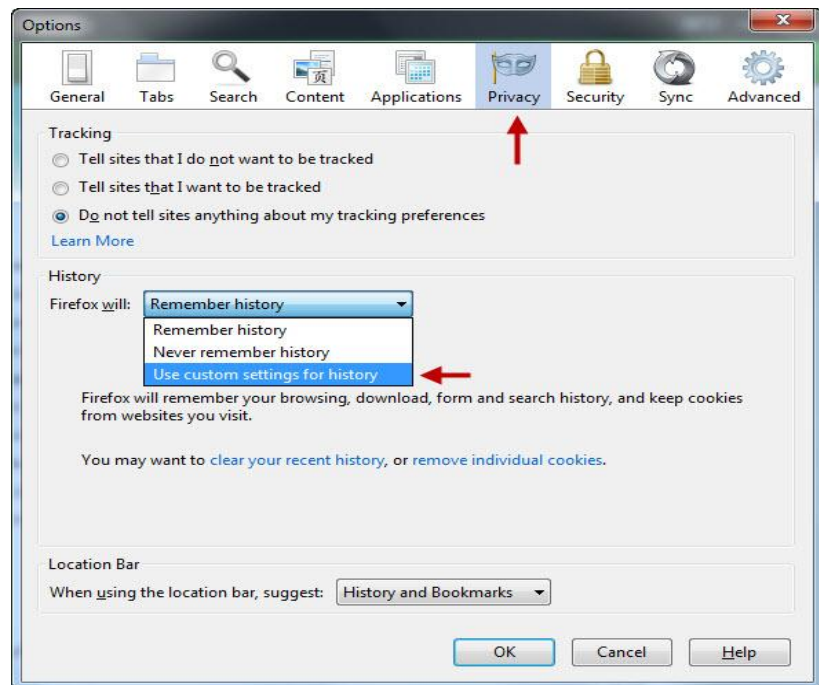 Options
General Tabs Search Content Applications Privacy Security Sync Advanced
Tracking
Tell sites that I do not want to be tracked
Tell sites that I want to be tracked
Do not tell sites anything about my tracking preferences
Learn More
History
Firefox will: Remember history
Remember history
Never remember history
Use custom settings for history
Firefox will remember your browsing, download, form and search history, and keep cookies
from websites you visit.
You may want to clear your recent history, or remove individual cookies.
Location Bar
When using the location bar, suggest: History and Bookmarks
OK Cancel Help